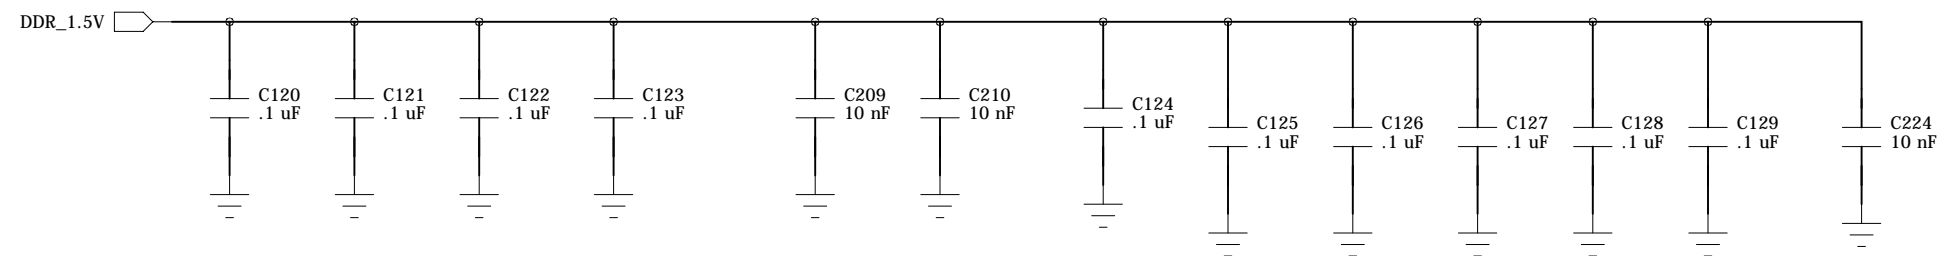 DDR_1.5V
C120
.1 uF
C121
.1 uF
C122
.1 uF
C123
.1 uF
C209
10 nF
C210
10 nF
C124
.1 uF
C125
.1 uF
C126
.1 uF
C127
.1 uF
C128
.1 uF
C129
.1 uF
C224
10 nF